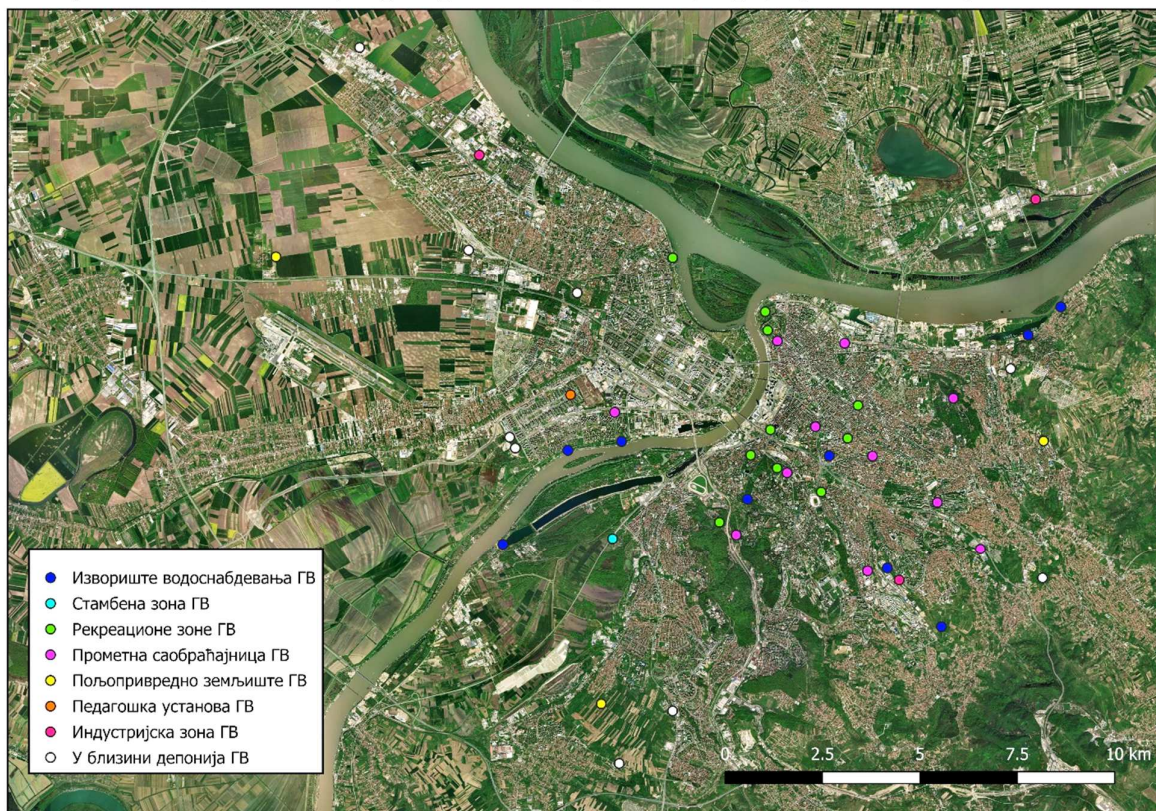 Извориште водоснабдевања ГВ
Стамбена зона ГВ
Рекреационе зоне ГВ
Прометна саобраћајница ГВ
Пољопривредно земљиште ГВ
Педагошка установа ГВ
Индустријска зона ГВ
У близини депонија ГВ
0 2.5 5 7.5 10 km